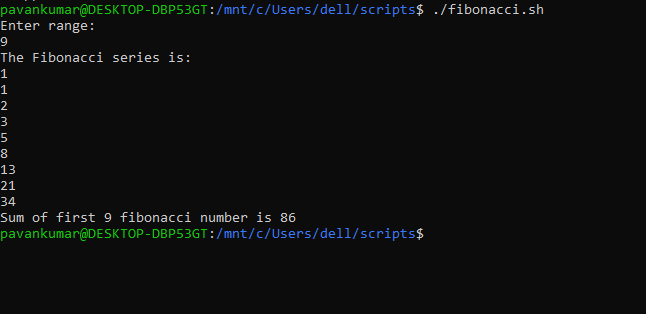 pavankumar@DESKTOP-DBP53GT:/mnt/c/Users/dell/scripts$ ./fibonacci.sh
Enter range:
9
The Fibonacci series is:
1
1
2
3
5
8
13
21
34
Sum of first 9 fibonacci number is 86
pavankumar@DESKTOP-DBP53GT:/mnt/c/Users/dell/scripts$